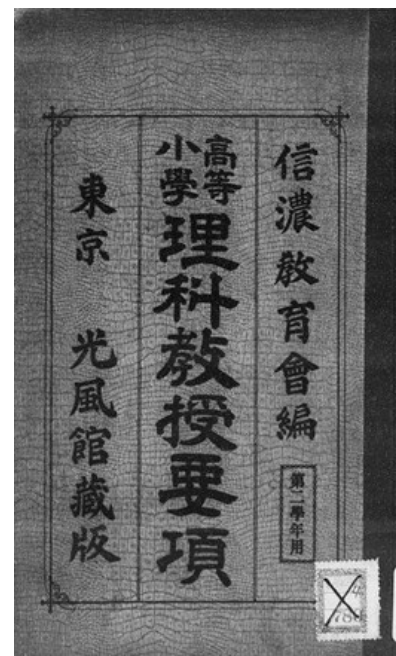 信濃教育會編
第二學年用
高等
小學
理科教授要項
東京 光風館藏版